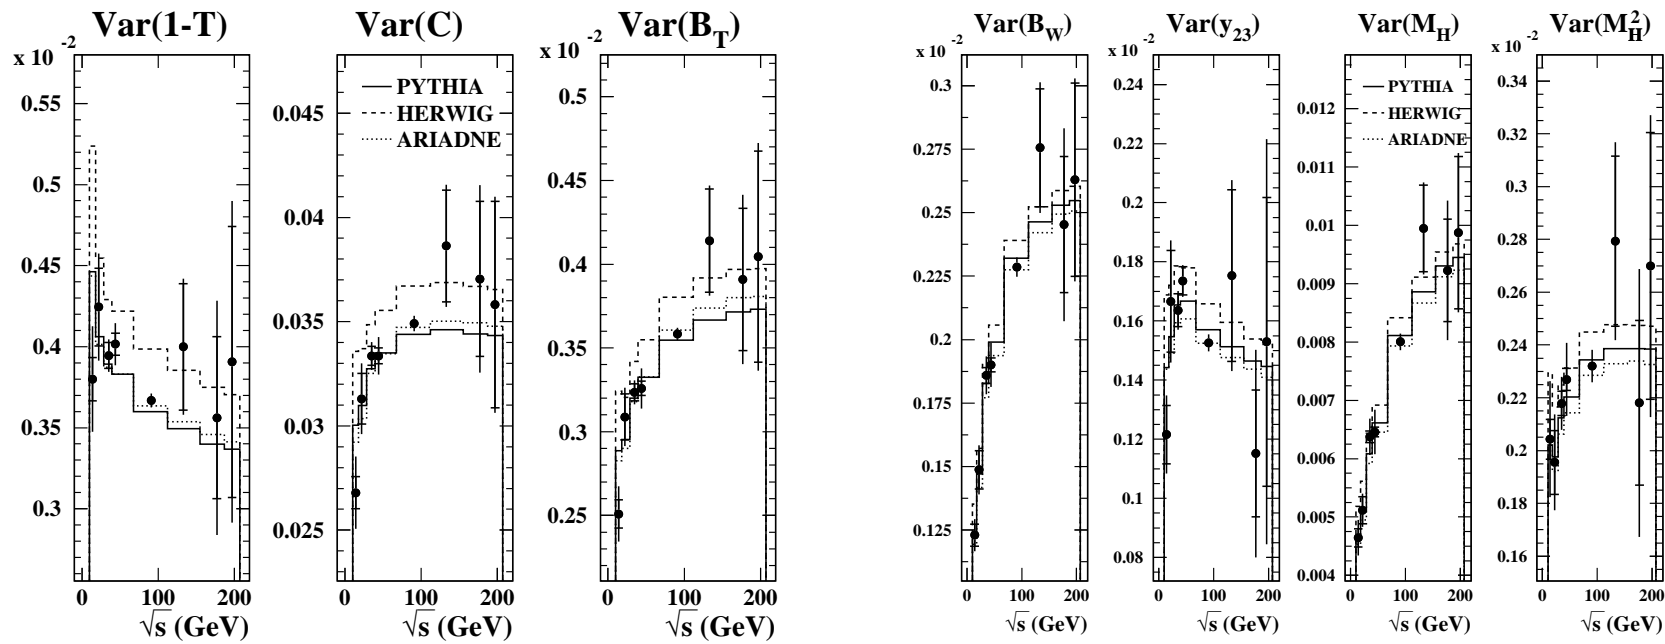 Var(1-T)
x 10 -2
0.55
0.5
0.45
0.4
0.35
0.3
0 100 200
√s (GeV)
Var(C)
PYTHIA
HERWIG
ARIADNE
0.045
0.04
0.035
0.03
0.025
0 100 200
√s (GeV)
Var(B_T)
x 10 -2
0.5
0.45
0.4
0.35
0.3
0.25
0 100 200
√s (GeV)
Var(B_W)
x 10 -2
0.3
0.275
0.25
0.225
0.2
0.175
0.15
0.125
0 100 200
√s (GeV)
Var(y_23)
x 10 -2
0.24
0.22
0.2
0.18
0.16
0.14
0.12
0.1
0.08
0 100 200
√s (GeV)
Var(M_H)
PYTHIA
HERWIG
ARIADNE
0.012
0.011
0.01
0.009
0.008
0.007
0.006
0.005
0.004
0 100 200
√s (GeV)
Var(M_H^2)
x 10 -2
0.34
0.32
0.3
0.28
0.26
0.24
0.22
0.2
0.18
0.16
0 100 200
√s (GeV)